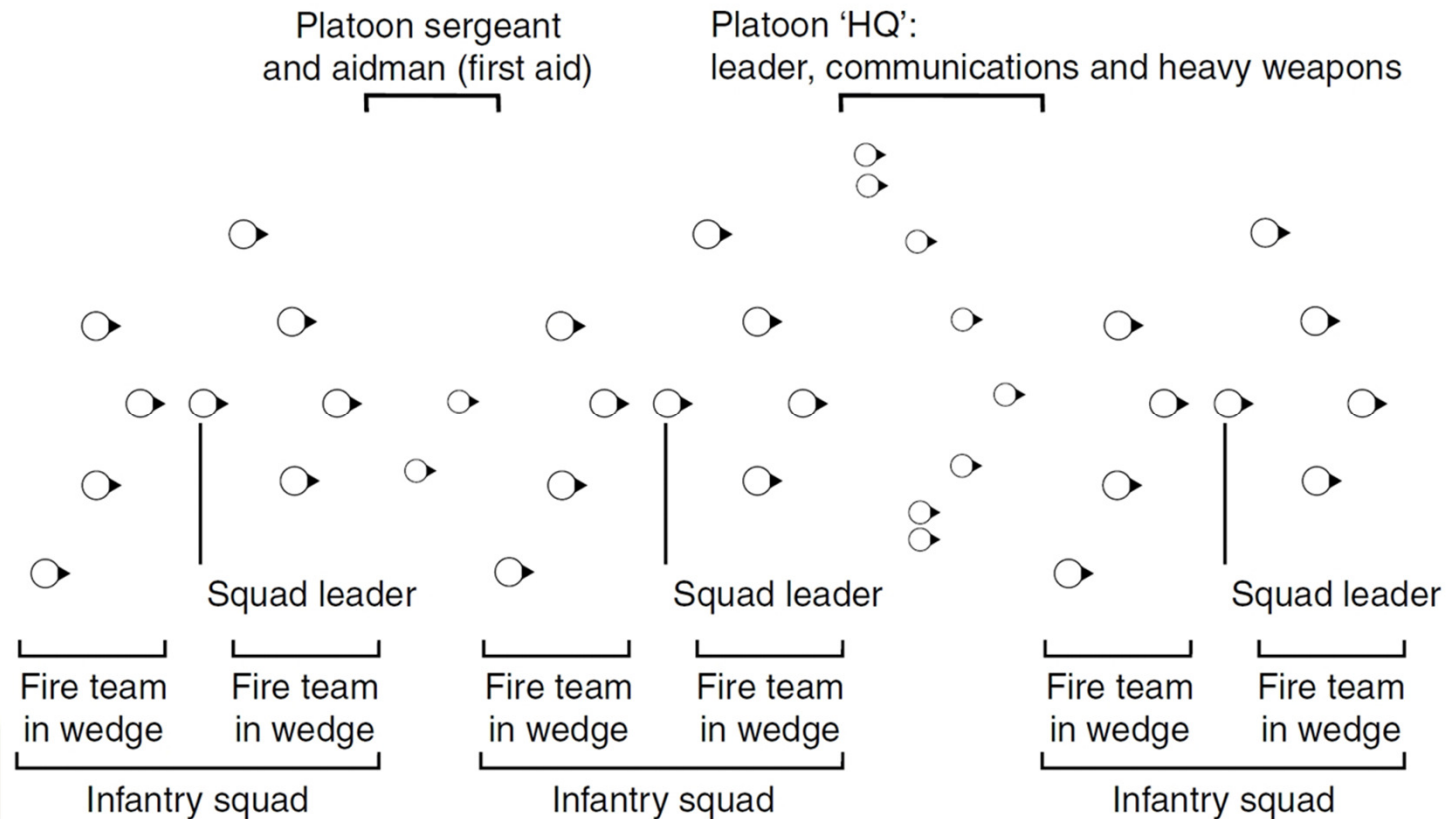 Platoon sergeant
and aidman (first aid)
Platoon ‘HQ’:
leader, communications and heavy weapons
Squad leader
Squad leader
Squad leader
Fire team
in wedge
Fire team
in wedge
Fire team
in wedge
Fire team
in wedge
Fire team
in wedge
Fire team
in wedge
Infantry squad
Infantry squad
Infantry squad